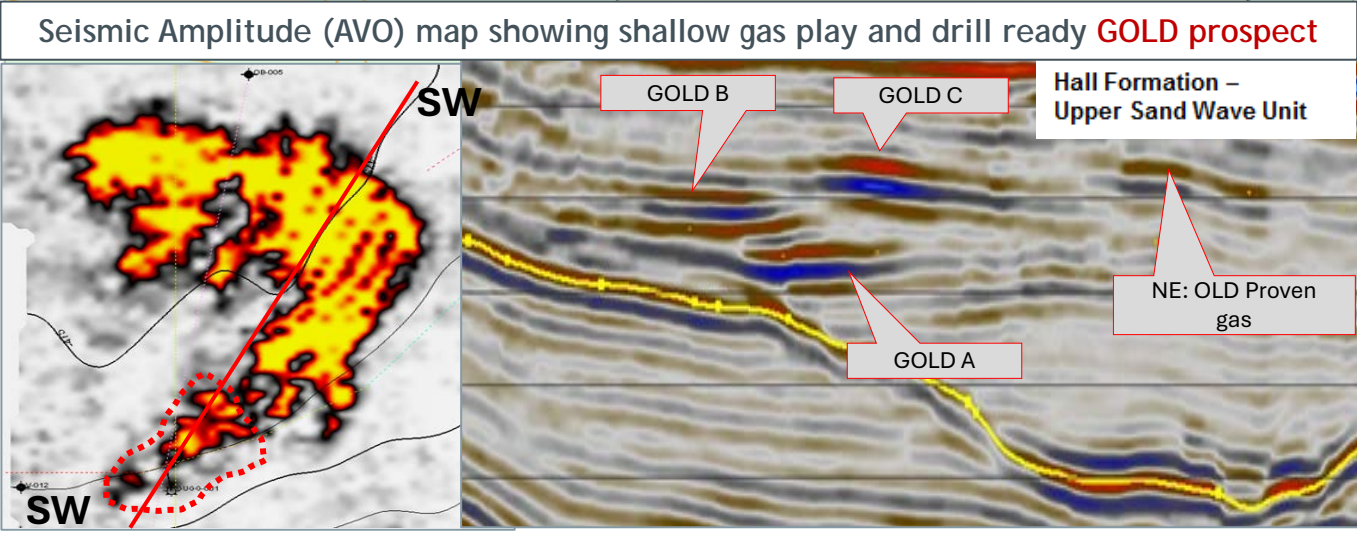 Seismic Amplitude (AVO) map showing shallow gas play and drill ready GOLD prospect
SW
SW
GOLD B
GOLD C
Hall Formation –
Upper Sand Wave Unit
NE: OLD Proven
gas
GOLD A
V-012